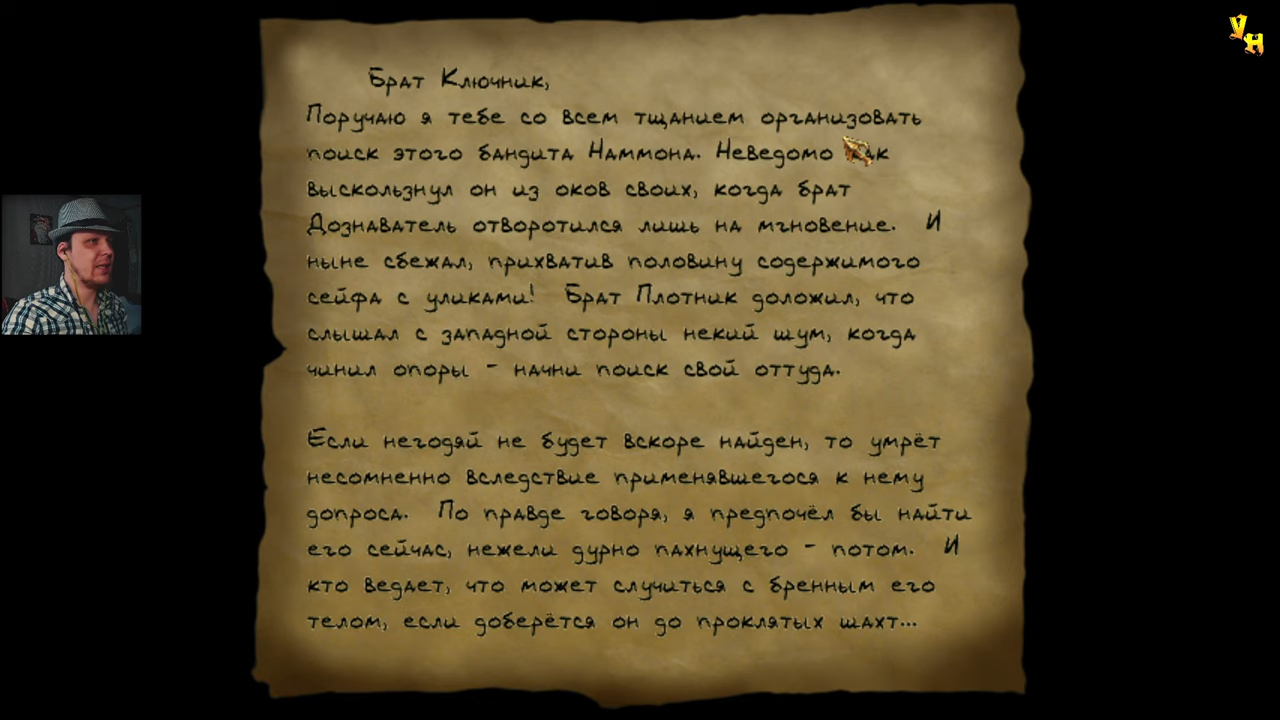 УН
Брат Ключник,
Поручаю я тебе со всем тщанием организовать
поиск этого бандита Наммона. Неведомо как
выскользнул он из оков своих, когда брат
Дознаватель отворотился лишь на мгновение. И
ныне сбежал, прихватив половину содержимого
сейфа с уликами! Брат Плотник доложил, что
слышал с западной стороны некий шум, когда
чинил опоры - начни поиск свой оттуда.
Если негодяй не будет вскоре найден, то умрёт
несомненно вследствие применявшегося к нему
допроса. По правде говоря, я предпочёл бы найти
его сейчас, нежели дурно пахнущего - потом. И
кто ведает, что может случиться с бренным его
телом, если доберётся он до проклятых шахт...